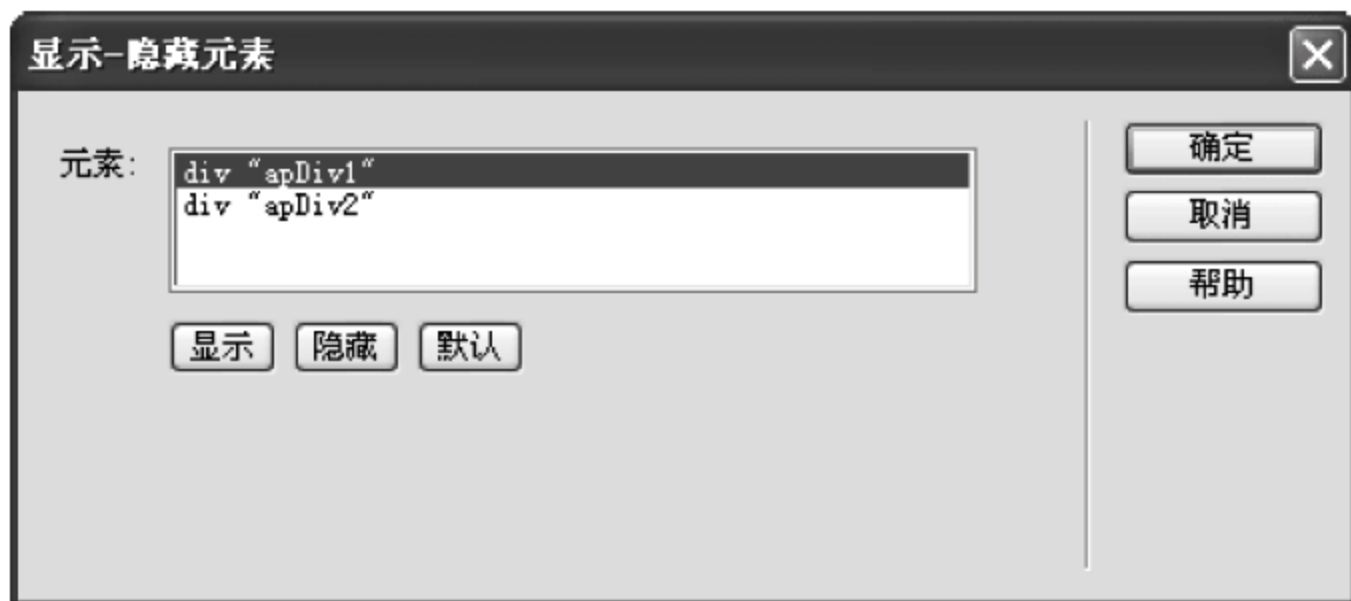 显示-隐藏元素
元素:
div "apDiv1"
div "apDiv2"
显示 隐藏 默认
确定
取消
帮助